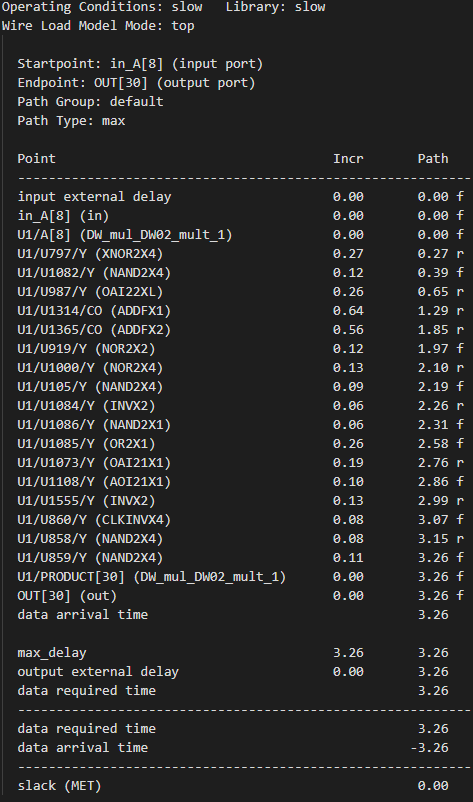 Operating Conditions: slow   Library: slow
Wire Load Model Mode: top
Startpoint: in_A[8] (input port)
Endpoint: OUT[30] (output port)
Path Group: default
Path Type: max
Point                                   Incr       Path
------------------------------------------------------------
input external delay                    0.00       0.00 f
in_A[8] (in)                            0.00       0.00 f
U1/A[8] (DW_mul_DW02_mult_1)            0.00       0.00 f
U1/U797/Y (XNOR2X4)                     0.27       0.27 r
U1/U1082/Y (NAND2X4)                    0.12       0.39 f
U1/U987/Y (OAI22XL)                     0.26       0.65 r
U1/U1314/CO (ADDFX1)                    0.64       1.29 r
U1/U1365/CO (ADDFX2)                    0.56       1.85 r
U1/U919/Y (NOR2X2)                      0.12       1.97 f
U1/U1000/Y (NOR2X4)                     0.13       2.10 r
U1/U105/Y (NAND2X4)                     0.09       2.19 f
U1/U1084/Y (INVX2)                      0.06       2.26 r
U1/U1086/Y (NAND2X1)                    0.06       2.31 f
U1/U1085/Y (OR2X1)                      0.26       2.58 f
U1/U1073/Y (OAI21X1)                    0.19       2.76 r
U1/U1108/Y (AOI21X1)                    0.10       2.86 f
U1/U1555/Y (INVX2)                      0.13       2.99 r
U1/U860/Y (CLKINVX4)                    0.08       3.07 f
U1/U858/Y (NAND2X4)                     0.08       3.15 r
U1/U859/Y (NAND2X4)                     0.11       3.26 f
U1/PRODUCT[30] (DW_mul_DW02_mult_1)     0.00       3.26 f
OUT[30] (out)                           0.00       3.26 f
data arrival time                                  3.26
max_delay                               3.26       3.26
output external delay                   0.00       3.26
data required time                                 3.26
------------------------------------------------------------
data required time                                 3.26
data arrival time                                 -3.26
------------------------------------------------------------
slack (MET)                                        0.00